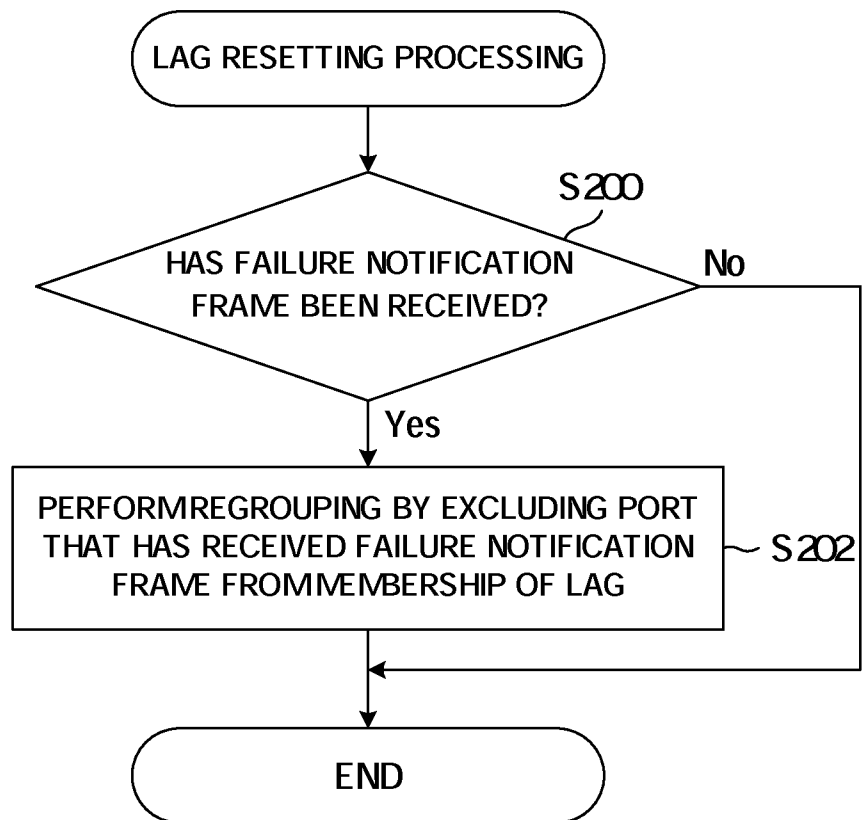 LAG RESETTING PROCESSING
S200
HAS FAILURE NOTIFICATION
FRAME BEEN RECEIVED?
No
Yes
PERFORM REGROUPING BY EXCLUDING PORT
THAT HAS RECEIVED FAILURE NOTIFICATION
FRAME FROM MEMBERSHIP OF LAG
S202
END